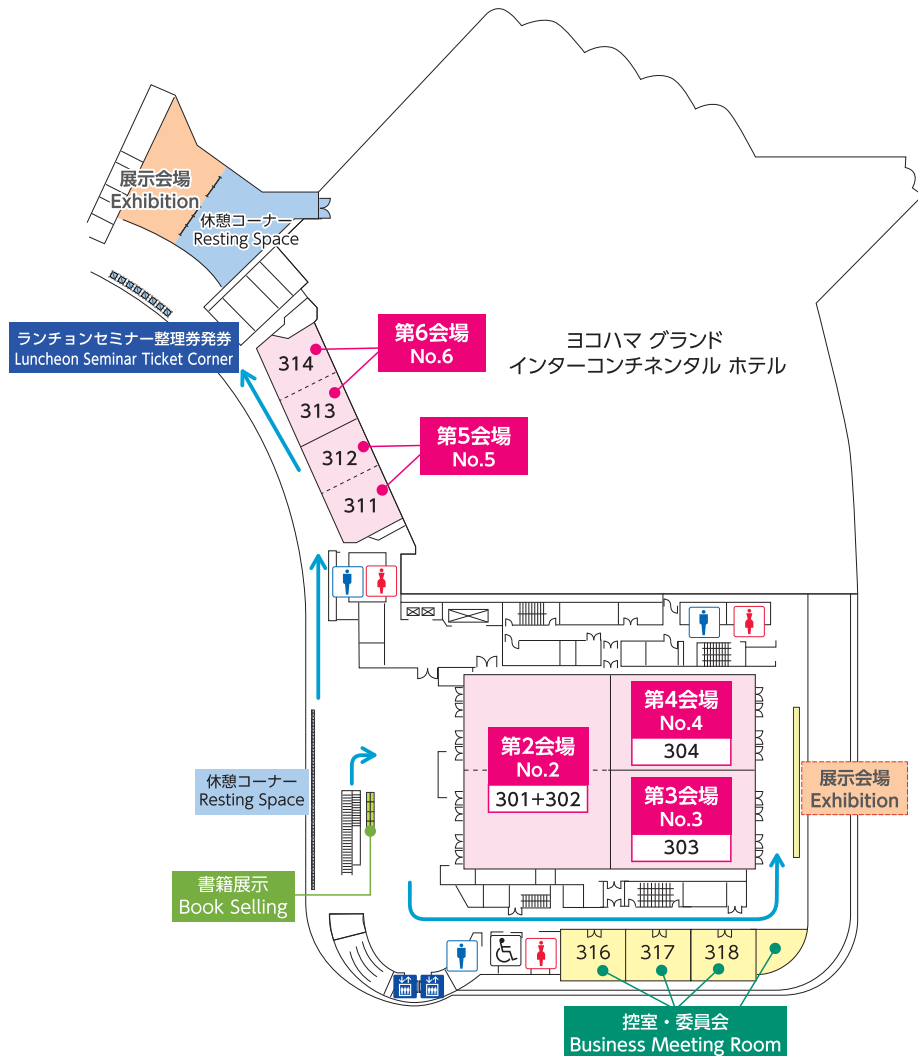 展示会場
Exhibition
休憩コーナー
Resting Space
ランチョンセミナー整理券発券
Luncheon Seminar Ticket Corner
第6会場
No.6
ヨコハマ グランド
インターコンチネンタル ホテル
314
313
第5会場
No.5
312
311
第4会場
No.4
304
第2会場
No.2
301+302
第3会場
No.3
303
休憩コーナー
Resting Space
展示会場
Exhibition
書籍展示
Book Selling
316
317
318
控室・委員会
Business Meeting Room